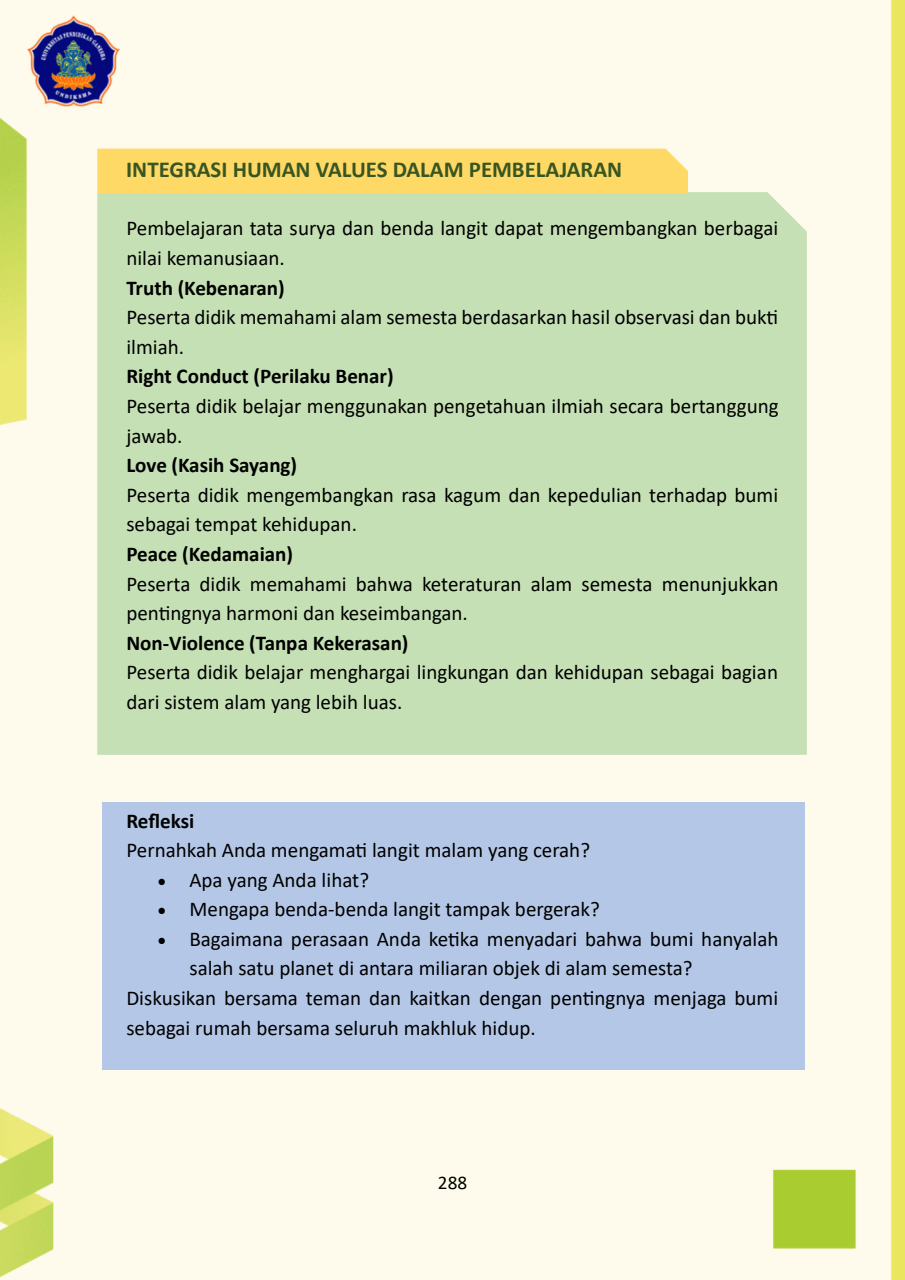 UNIVERSITAS PENDIDIKAN GANESHA
UNDIKSHA
INTEGRASI HUMAN VALUES DALAM PEMBELAJARAN
Pembelajaran tata surya dan benda langit dapat mengembangkan berbagai
nilai kemanusiaan.
Truth (Kebenaran)
Peserta didik memahami alam semesta berdasarkan hasil observasi dan bukti
ilmiah.
Right Conduct (Perilaku Benar)
Peserta didik belajar menggunakan pengetahuan ilmiah secara bertanggung
jawab.
Love (Kasih Sayang)
Peserta didik mengembangkan rasa kagum dan kepedulian terhadap bumi
sebagai tempat kehidupan.
Peace (Kedamaian)
Peserta didik memahami bahwa keteraturan alam semesta menunjukkan
pentingnya harmoni dan keseimbangan.
Non-Violence (Tanpa Kekerasan)
Peserta didik belajar menghargai lingkungan dan kehidupan sebagai bagian
dari sistem alam yang lebih luas.
Refleksi
Pernahkah Anda mengamati langit malam yang cerah?
• Apa yang Anda lihat?
• Mengapa benda-benda langit tampak bergerak?
• Bagaimana perasaan Anda ketika menyadari bahwa bumi hanyalah
salah satu planet di antara miliaran objek di alam semesta?
Diskusikan bersama teman dan kaitkan dengan pentingnya menjaga bumi
sebagai rumah bersama seluruh makhluk hidup.
288